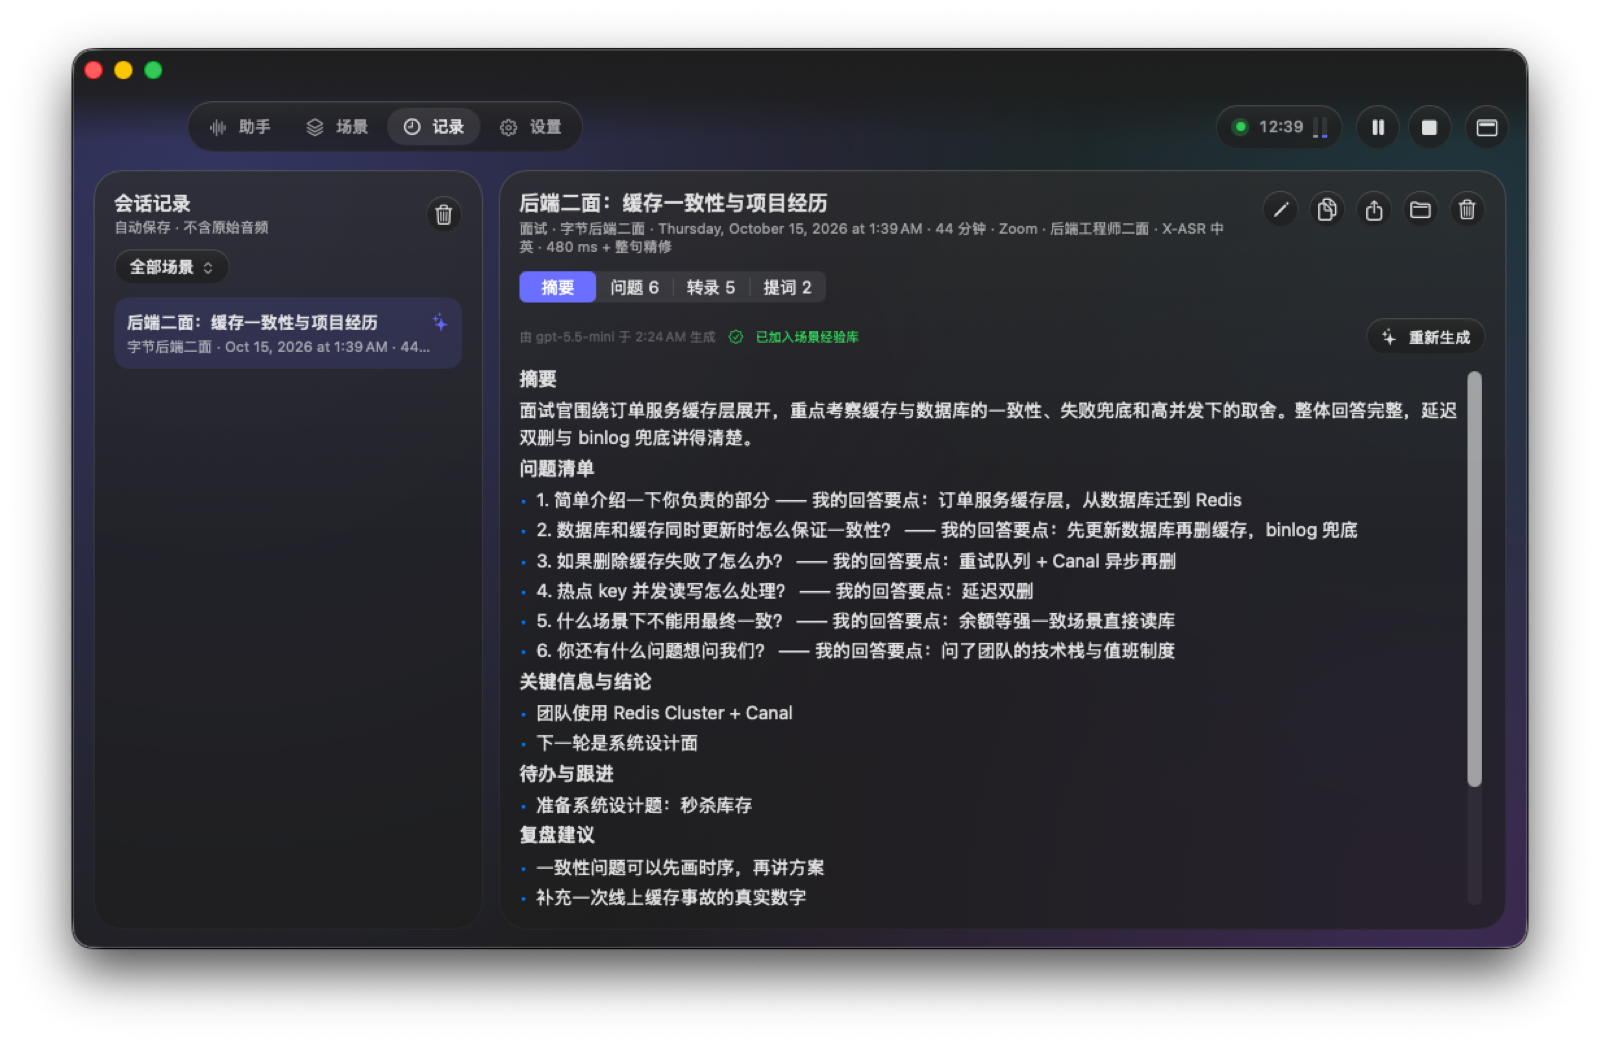 助手 场景 记录 设置 12:39
会话记录
自动保存 · 不含原始音频
全部场景
后端二面：缓存一致性与项目经历
字节后端二面 · Oct 15, 2026 at 1:39 AM · 44...
后端二面：缓存一致性与项目经历
面试 · 字节后端二面 · Thursday, October 15, 2026 at 1:39 AM · 44 分钟 · Zoom · 后端工程师二面 · X-ASR 中
英 · 480 ms + 整句精修
摘要 问题 6 转录 5 提词 2
由 gpt-5.5-mini 于 2:24 AM 生成 已加入场景经验库 重新生成
摘要
面试官围绕订单服务缓存层展开，重点考察缓存与数据库的一致性、失败兜底和高并发下的取舍。整体回答完整，延迟
双删与 binlog 兜底讲得清楚。
问题清单
• 1. 简单介绍一下你负责的部分 —— 我的回答要点：订单服务缓存层，从数据库迁到 Redis
• 2. 数据库和缓存同时更新时怎么保证一致性？ —— 我的回答要点：先更新数据库再删缓存，binlog 兜底
• 3. 如果删除缓存失败了怎么办？ —— 我的回答要点：重试队列 + Canal 异步再删
• 4. 热点 key 并发读写怎么处理？ —— 我的回答要点：延迟双删
• 5. 什么场景下不能用最终一致？ —— 我的回答要点：余额等强一致场景直接读库
• 6. 你还有什么问题想问我们？ —— 我的回答要点：问了团队的技术栈与值班制度
关键信息与结论
• 团队使用 Redis Cluster + Canal
• 下一轮是系统设计面
待办与跟进
• 准备系统设计题：秒杀库存
复盘建议
• 一致性问题可以先画时序，再讲方案
• 补充一次线上缓存事故的真实数字